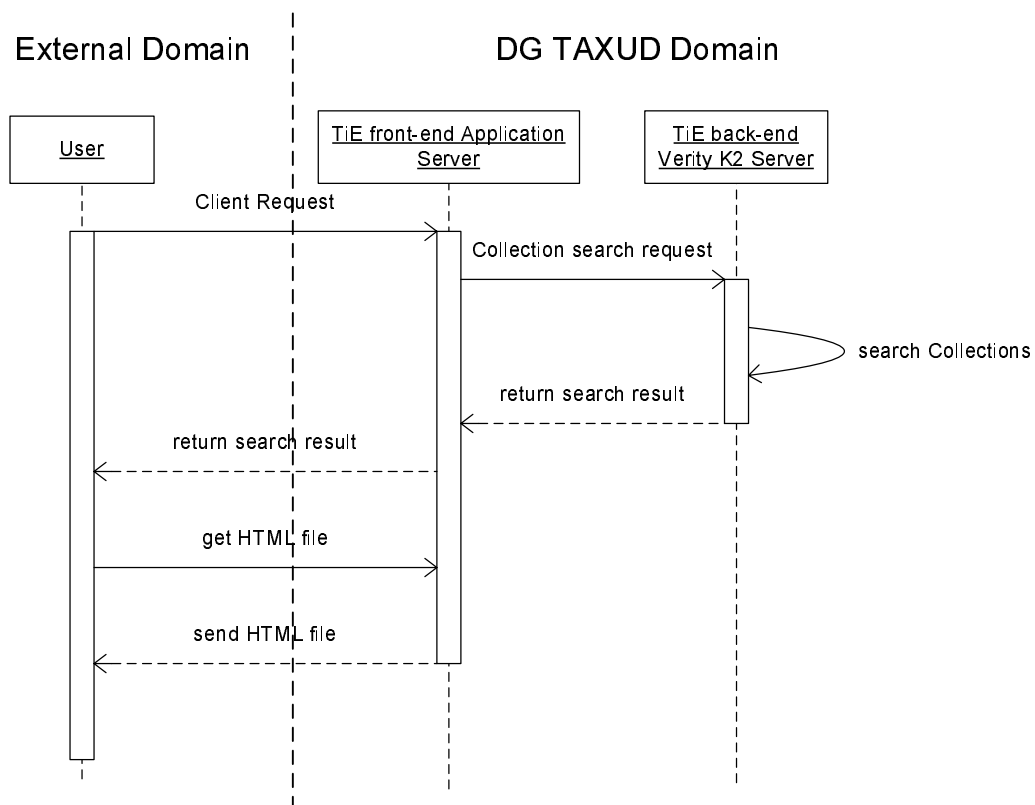 External Domain
DG TAXUD Domain
User
TiE front-end Application
Server
TiE back-end
Verity K2 Server
Client Request
Collection search request
search Collections
return search result
return search result
get HTML file
send HTML file